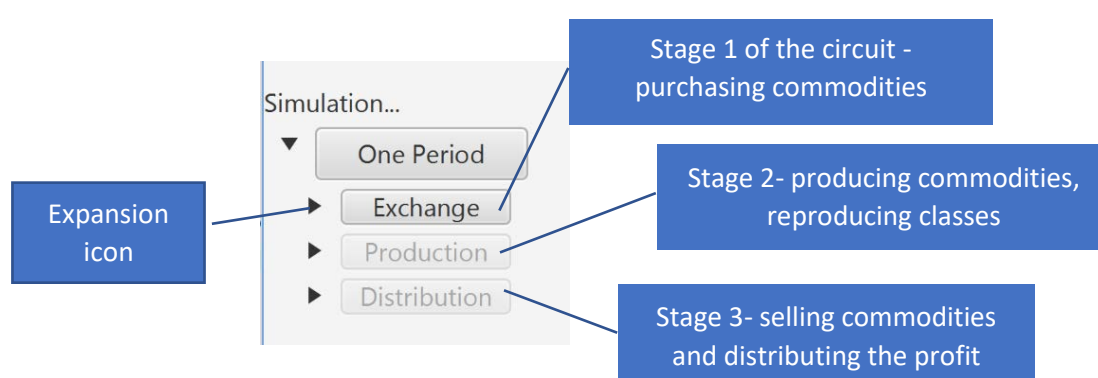 Stage 1 of the circuit -
purchasing commodities
Simulation...
One Period
Stage 2- producing commodities,
reproducing classes
Expansion
icon
Exchange
Production
Distribution
Stage 3- selling commodities
and distributing the profit